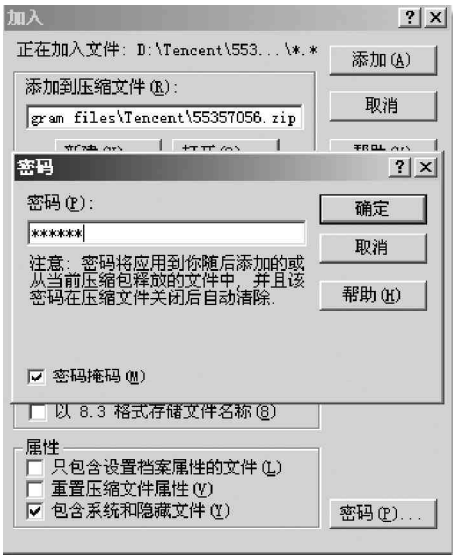 加入
正在加入文件: D:\Tencent\553...\*.*
添加(A)
添加到压缩文件(R):
gram files\Tencent\55357056.zip
取消
密码
密码(P):
******
确定
取消
帮助(H)
注意: 密码将应用到你随后添加的或
从当前压缩包释放的文件中, 并且该
密码在压缩文件关闭后自动清除.
密码掩码(M)
以 8.3 格式存储文件名称(8)
属性
只包含设置档案属性的文件(L)
重置压缩文件属性(V)
包含系统和隐藏文件(Y)
密码(P)...